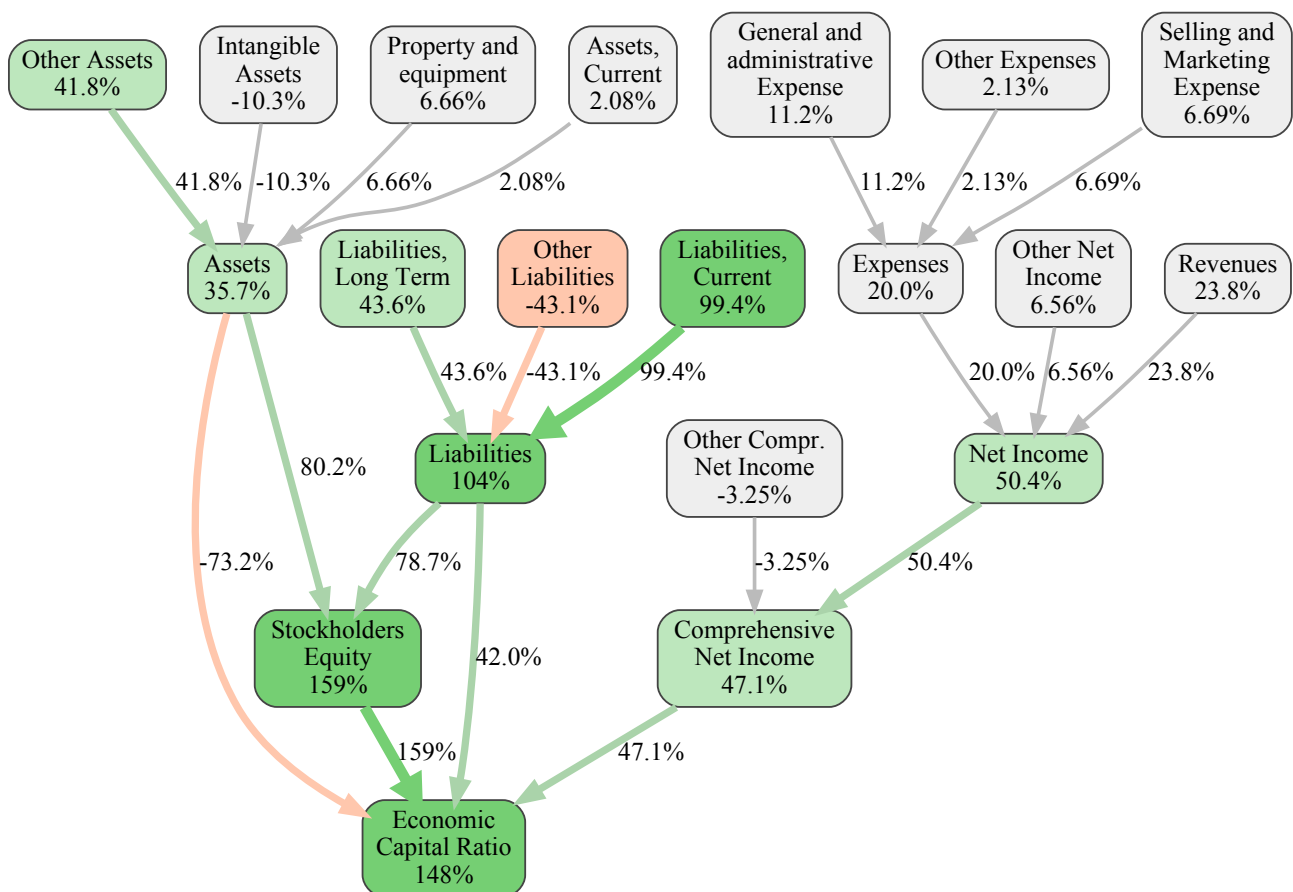 Other Assets
41.8%
Intangible
Assets
-10.3%
Property and
equipment
6.66%
Assets,
Current
2.08%
General and
administrative
Expense
11.2%
Other Expenses
2.13%
Selling and
Marketing
Expense
6.69%
41.8%
-10.3%
6.66%
2.08%
11.2%
2.13%
6.69%
Assets
35.7%
Liabilities,
Long Term
43.6%
Other
Liabilities
-43.1%
Liabilities,
Current
99.4%
Expenses
20.0%
Other Net
Income
6.56%
Revenues
23.8%
43.6%
-43.1%
99.4%
20.0%
6.56%
23.8%
80.2%
Liabilities
104%
Other Compr.
Net Income
-3.25%
Net Income
50.4%
-73.2%
78.7%
-3.25%
50.4%
Stockholders
Equity
159%
42.0%
Comprehensive
Net Income
47.1%
159%
47.1%
Economic
Capital Ratio
148%